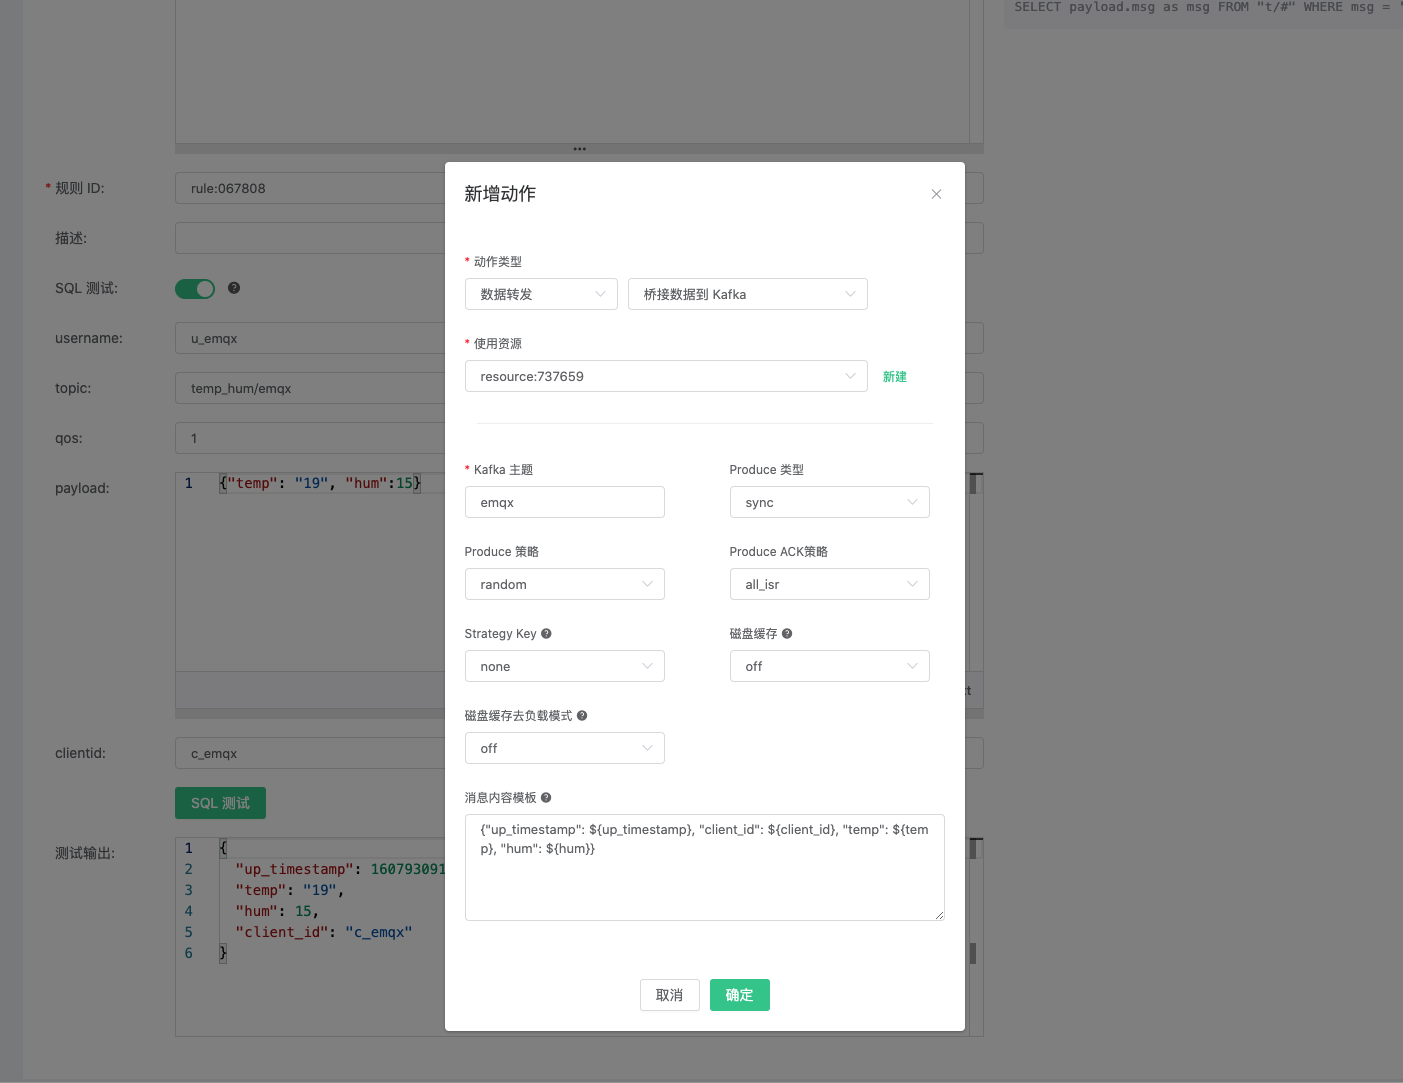 SELECT payload.msg as msg FROM "t/#" WHERE msg = '
* 规则 ID:
rule:067808
描述:
SQL 测试:
username:
u_emqx
topic:
temp_hum/emqx
qos:
1
payload:
1 {"temp": "19", "hum":15}
clientid:
c_emqx
SQL 测试
测试输出:
1 {
2 "up_timestamp": 160793091
3 "temp": "19",
4 "hum": 15,
5 "client_id": "c_emqx"
6 }
新增动作
* 动作类型
数据转发
桥接数据到 Kafka
* 使用资源
resource:737659
新建
* Kafka 主题
Produce 类型
emqx
sync
Produce 策略
Produce ACK策略
random
all_isr
Strategy Key
磁盘缓存
none
off
磁盘缓存去负载模式
off
消息内容模板
{"up_timestamp": ${up_timestamp}, "client_id": ${client_id}, "temp": ${tem
p}, "hum": ${hum}}
取消
确定